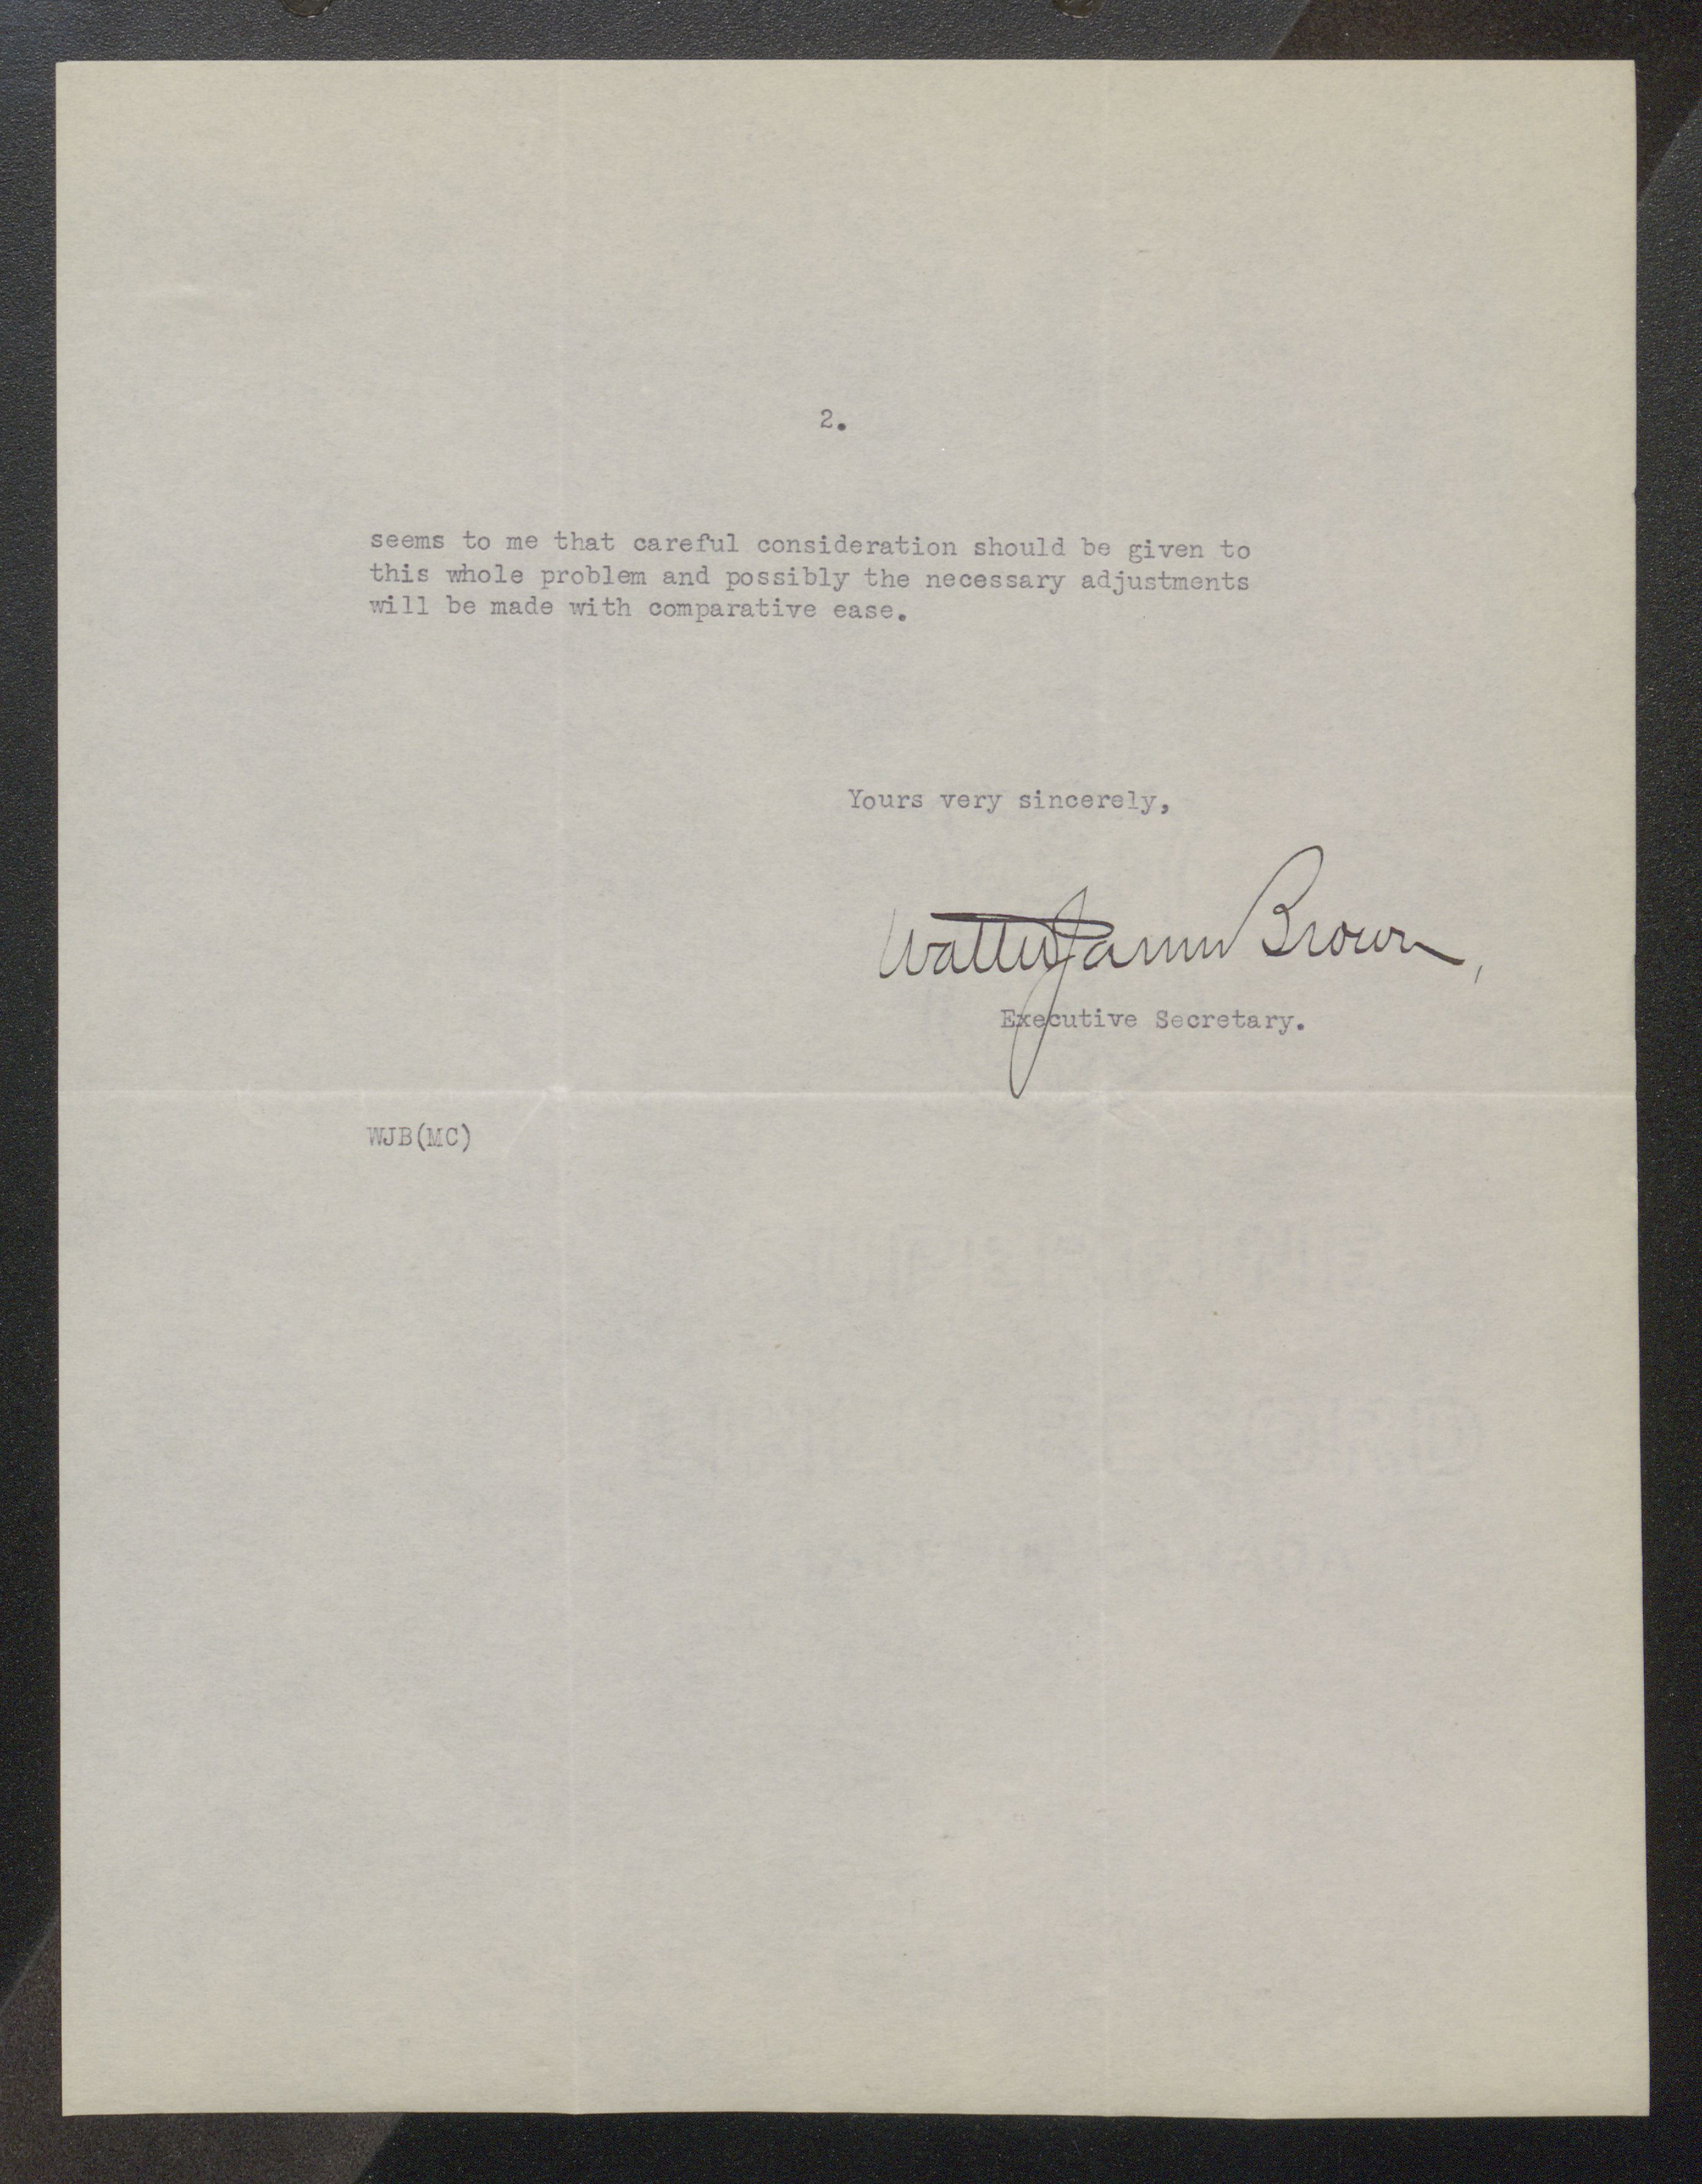 2.
seems to me that careful consideration should be given to
this whole problem and possibly the necessary adjustments
will be made with comparative ease.
Yours very sincerely,
Walter James Brown,
Executive Secretary.
WJB(MC)